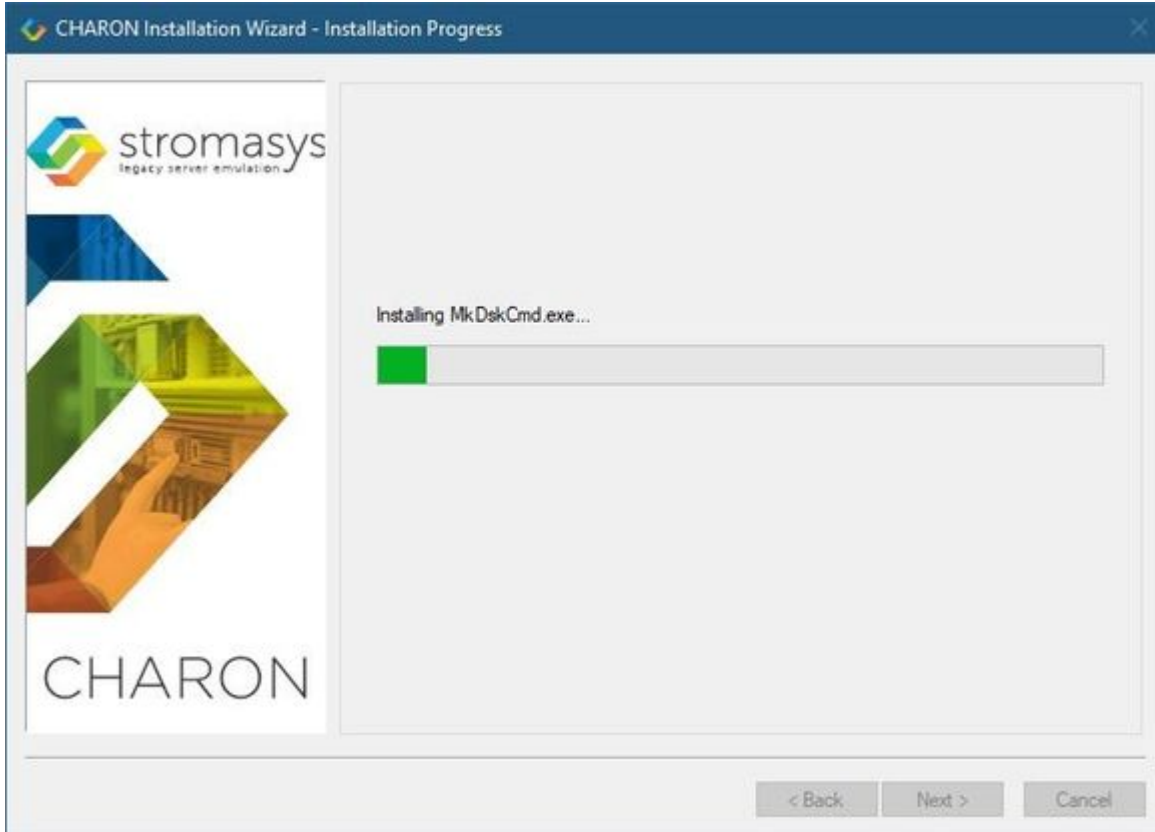 CHARON Installation Wizard - Installation Progress
stromasys
legacy server emulation
Installing MkDskCmd.exe...
CHARON
< Back
Next >
Cancel